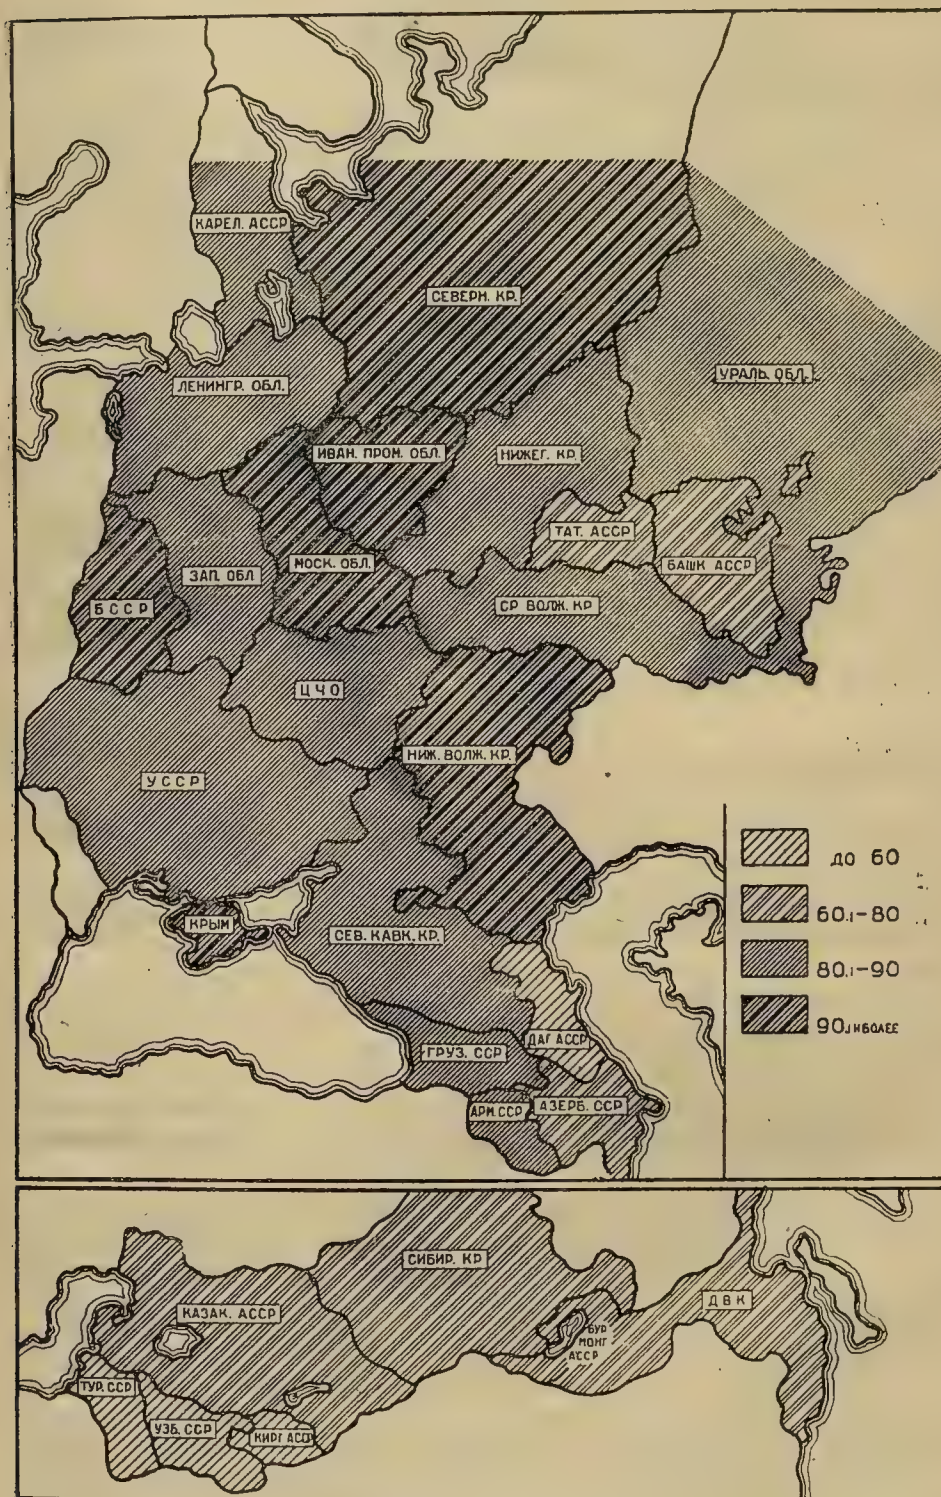 КАРЕЛ. АССР
СЕВЕРН. КР.
ЛЕНИНГР. ОБЛ.
УРАЛЬ. ОБЛ.
ИВАН. ПРОМ. ОБЛ.
НИЖЕГ. КР.
ТАТ. АССР
ЗАП. ОБЛ
МОСК. ОБЛ.
БАШК АССР
БССР
СР ВОЛЖ. КР
ЦЧО
НИЖ. ВОЛЖ. КР.
УССР
КРЫМ
СЕВ. КАВК. КР.
ГРУЗ. ССР
ДАГ АССР
АРМ. ССР
АЗЕРБ. ССР
ДО 60
60.1-80
80.1-90
90.1 И БОЛЕЕ
СИБИР. КР
КАЗАК. АССР
ДВК
БУР
МОНГ
АССР
ТУР. ССР
УЗБ. ССР
КИРГ АССР